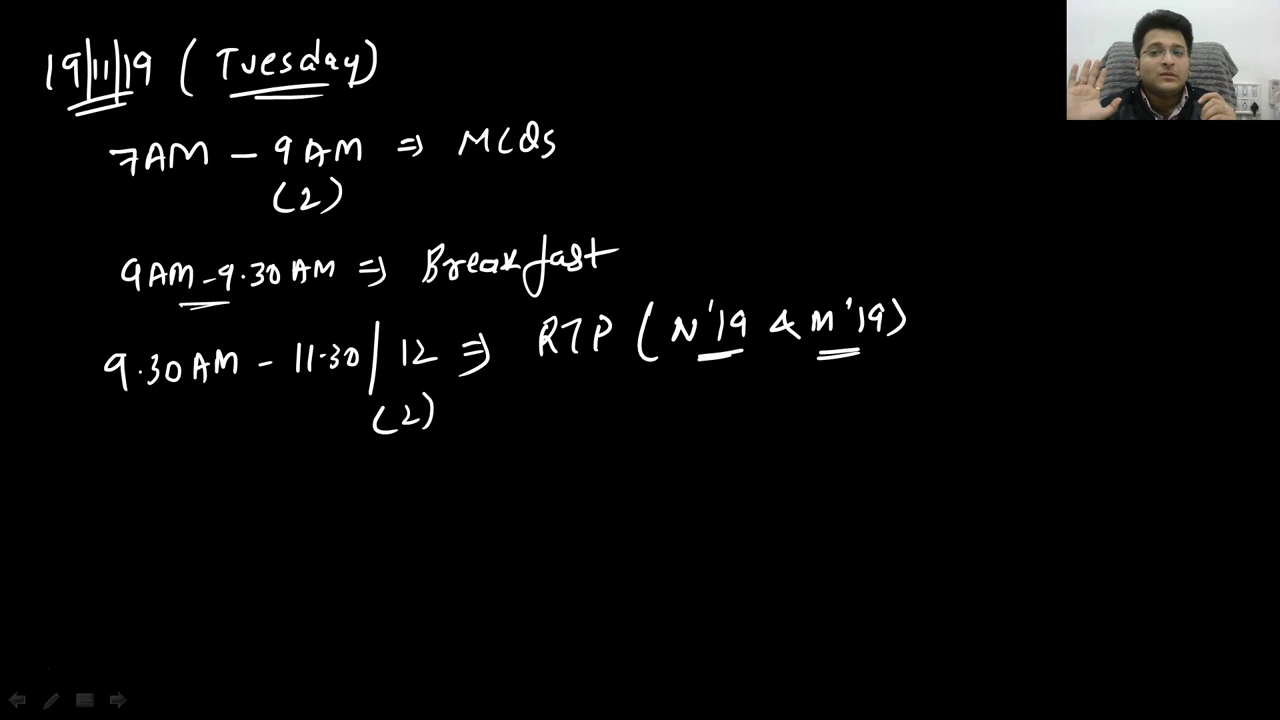 19/11/19 (Tuesday)
7AM - 9AM ⇒ MCQs
(2)
9AM - 9.30AM ⇒ Breakfast
9.30AM - 11.30/12 ⇒ RTP (N'19 & M'19)
(2)